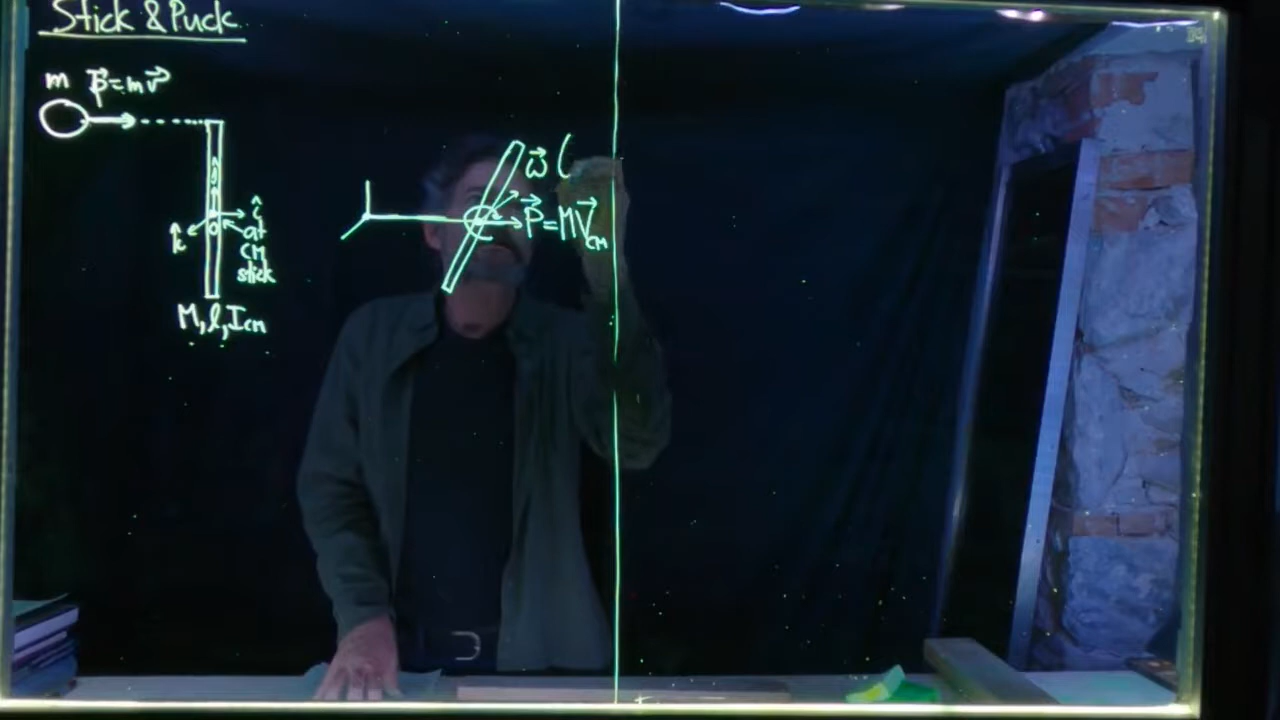 Stick & Puck
m p⃗=mv⃗
ĵ
î
k̂ O at
CM
stick
M, l, Icm
ω⃗ (
P⃗=MV⃗cm